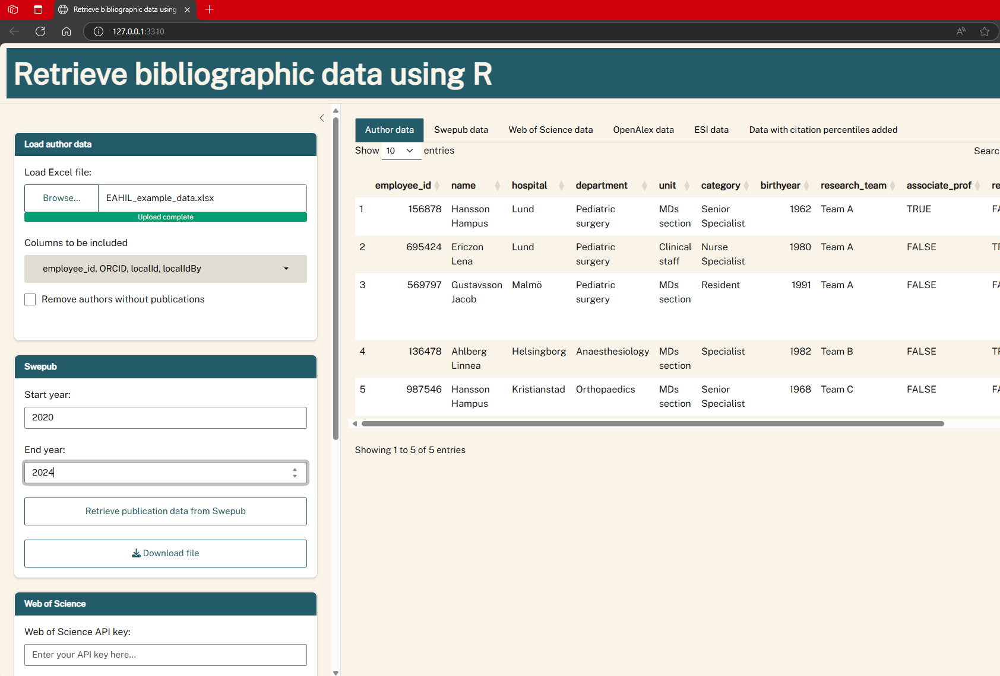 Retrieve bibliographic data using
127.0.0.1:3310
Retrieve bibliographic data using R
Load author data
Load Excel file:
Browse... EAHIL_example_data.xlsx
Upload complete
Columns to be included
employee_id, ORCID, localId, localIdBy
Remove authors without publications
Swepub
Start year:
2020
End year:
2024
Retrieve publication data from Swepub
Download file
Web of Science
Web of Science API key:
Enter your API key here...
Author data Swepub data Web of Science data OpenAlex data ESI data Data with citation percentiles added
Show 10 entries Searc
employee_id name hospital department unit category birthyear research_team associate_prof re
1 156878 Hansson Lund Pediatric MDs Senior 1962 Team A TRUE FA
Hampus surgery section Specialist
2 695424 Ericzon Lund Pediatric Clinical Nurse 1980 Team A FALSE TR
Lena surgery staff Specialist
3 569797 Gustavsson Malmö Pediatric MDs Resident 1991 Team A FALSE FA
Jacob surgery section
4 136478 Ahlberg Helsingborg Anaesthesiology MDs Specialist 1982 Team B FALSE TR
Linnea section
5 987546 Hansson Kristianstad Orthopaedics MDs Senior 1968 Team C FALSE FA
Hampus section Specialist
Showing 1 to 5 of 5 entries